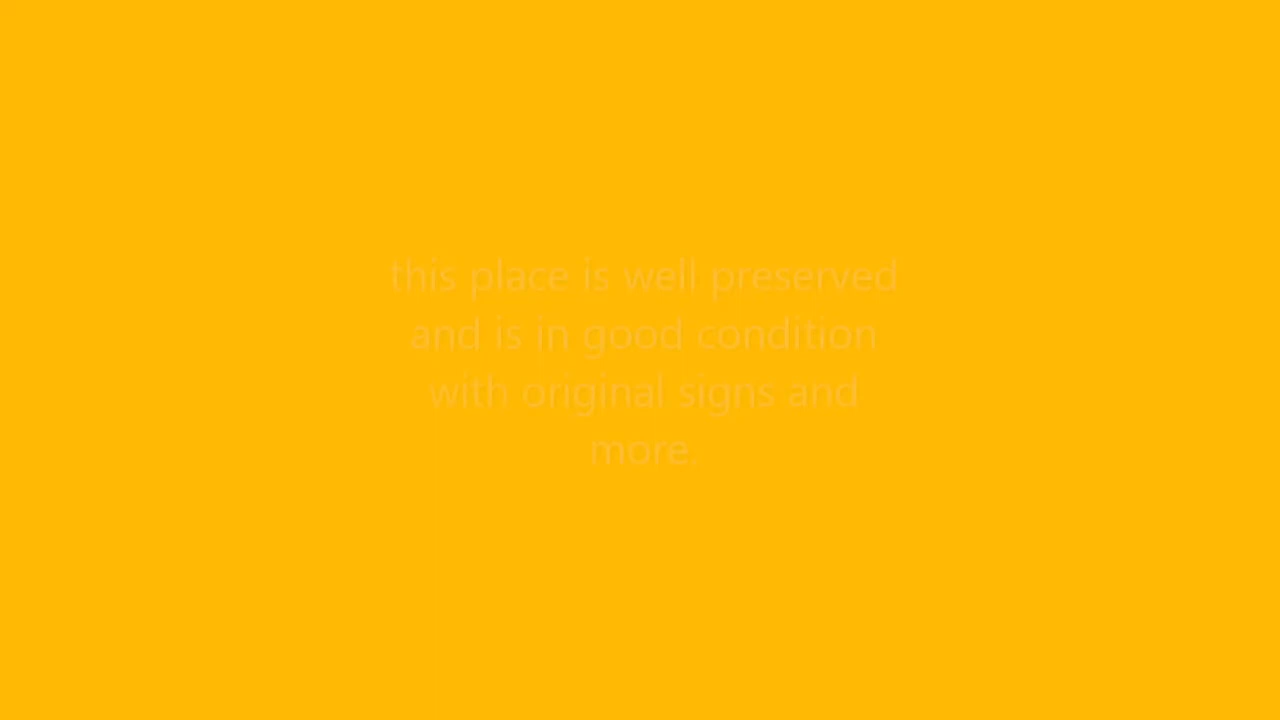 this place is well preserved
and is in good condition
with original signs and
more.